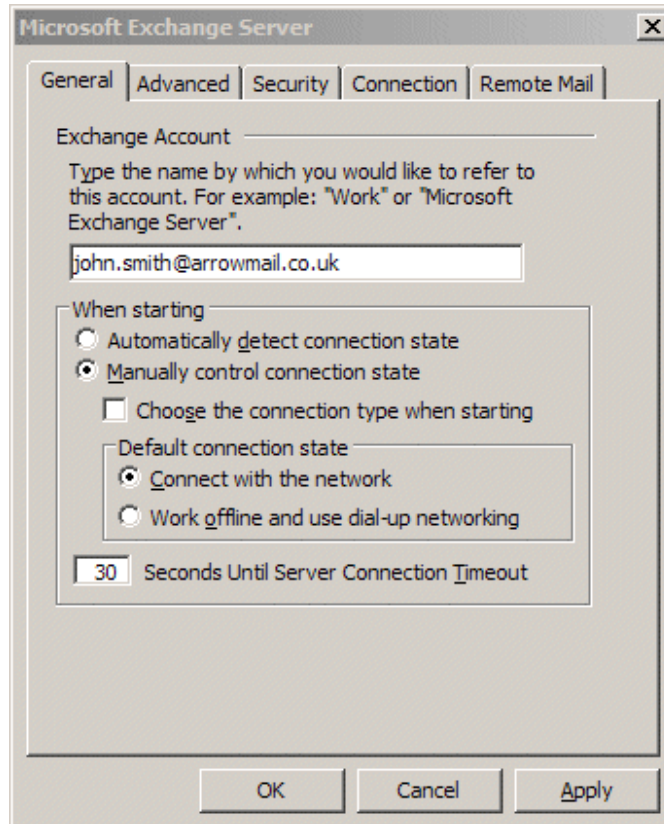 Microsoft Exchange Server
General Advanced Security Connection Remote Mail
Exchange Account
Type the name by which you would like to refer to
this account. For example: "Work" or "Microsoft
Exchange Server".
john.smith@arrowmail.co.uk
When starting
Automatically detect connection state
Manually control connection state
Choose the connection type when starting
Default connection state
Connect with the network
Work offline and use dial-up networking
30 Seconds Until Server Connection Timeout
OK Cancel Apply